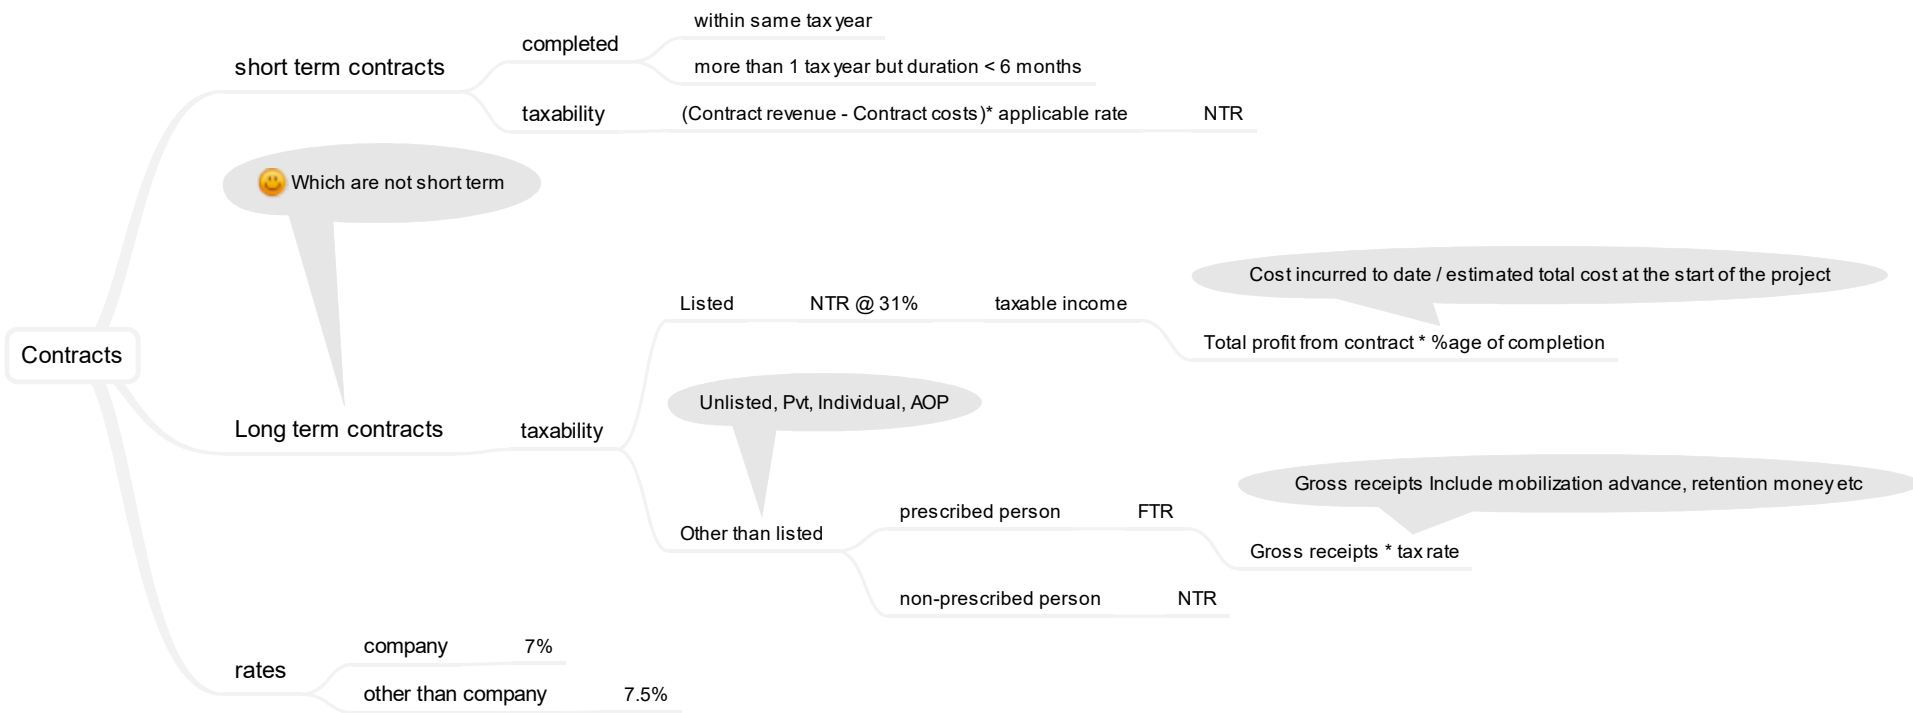 Contracts
short term contracts
completed
within same tax year
more than 1 tax year but duration < 6 months
taxability
(Contract revenue - Contract costs)* applicable rate
NTR
Which are not short term
Long term contracts
taxability
Listed
NTR @ 31%
taxable income
Cost incurred to date / estimated total cost at the start of the project
Total profit from contract * %age of completion
Unlisted, Pvt, Individual, AOP
Other than listed
prescribed person
FTR
Gross receipts Include mobilization advance, retention money etc
Gross receipts * tax rate
non-prescribed person
NTR
rates
company
7%
other than company
7.5%